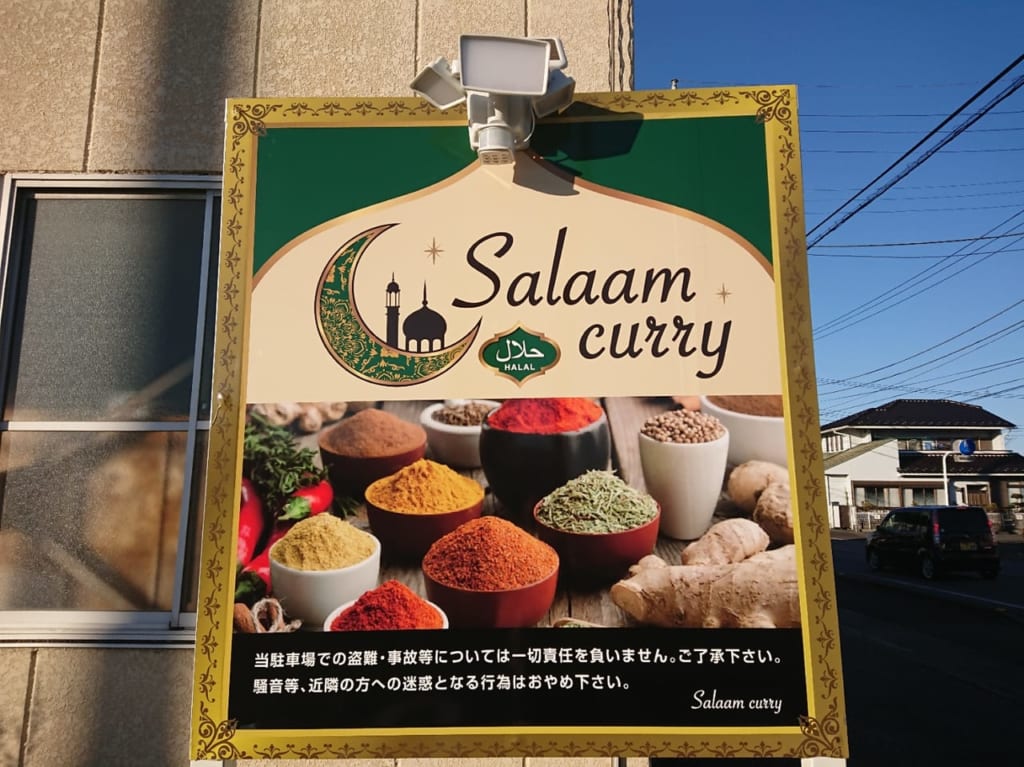 Salaam
curry
حلال
HALAL
当駐車場での盗難・事故等については一切責任を負いません。ご了承下さい。
騒音等、近隣の方への迷惑となる行為はおやめ下さい。
Salaam curry